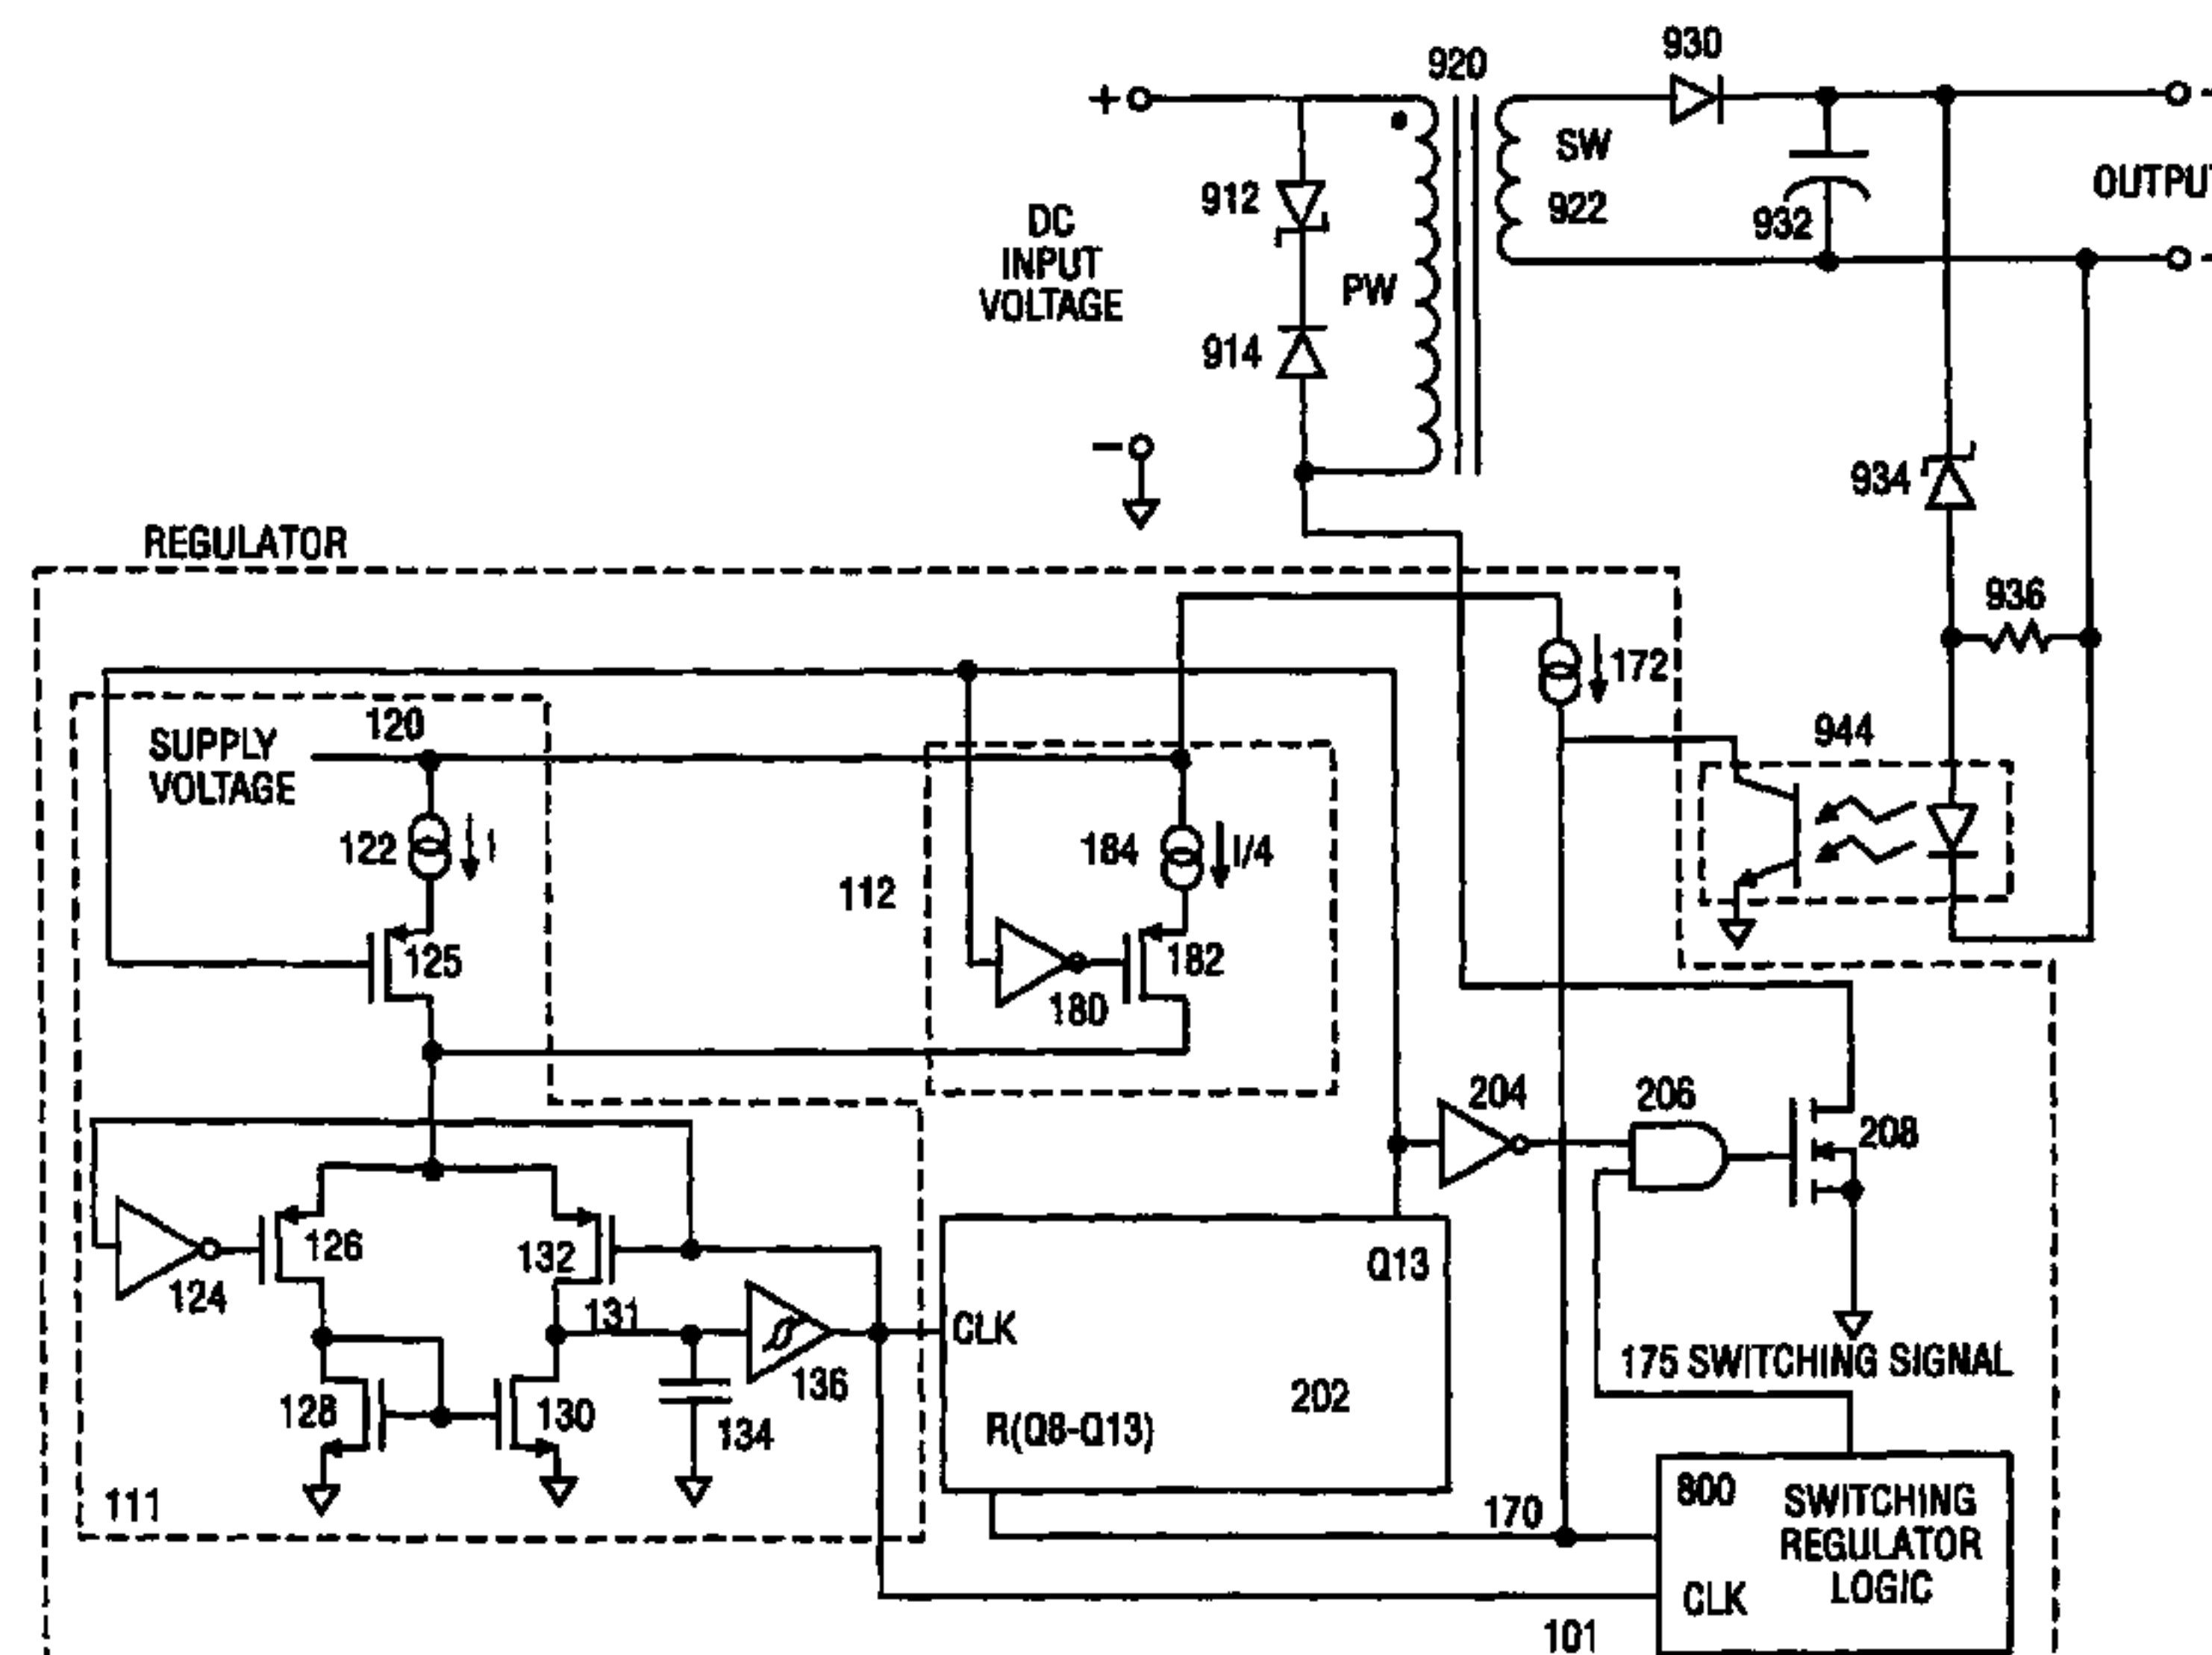 930
920
+
SW
922
932
OUTPUT
912
DC
INPUT
VOLTAGE
PW
914
−
934
REGULATOR
936
172
120
SUPPLY
VOLTAGE
944
122
I
184
I/4
112
125
182
180
204
206
208
126
132
124
131
Q13
CLK
136
175 SWITCHING SIGNAL
128
130
134
202
R(Q8-Q13)
111
170
800
SWITCHING
REGULATOR
LOGIC
CLK
101